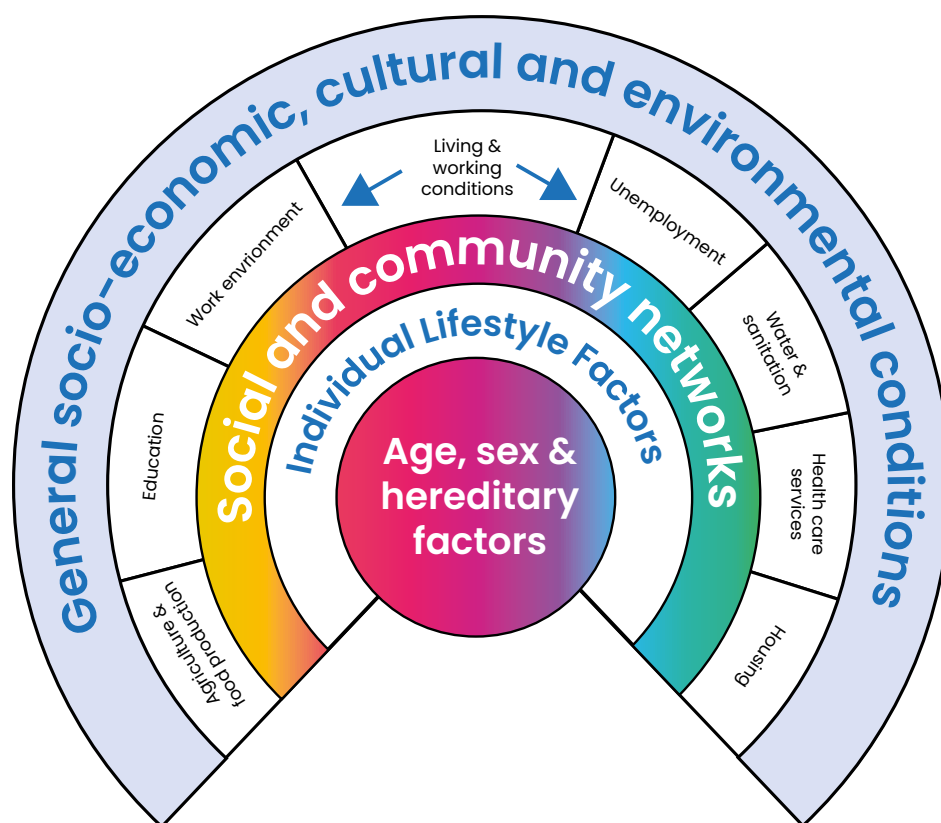 General socio-economic, cultural and environmental conditions
Living &
working
conditions
Agriculture &
food production
Education
Work envrionment
Unemployment
Water &
sanitation
Health care
services
Housing
Social and community networks
Individual Lifestyle Factors
Age, sex &
hereditary
factors